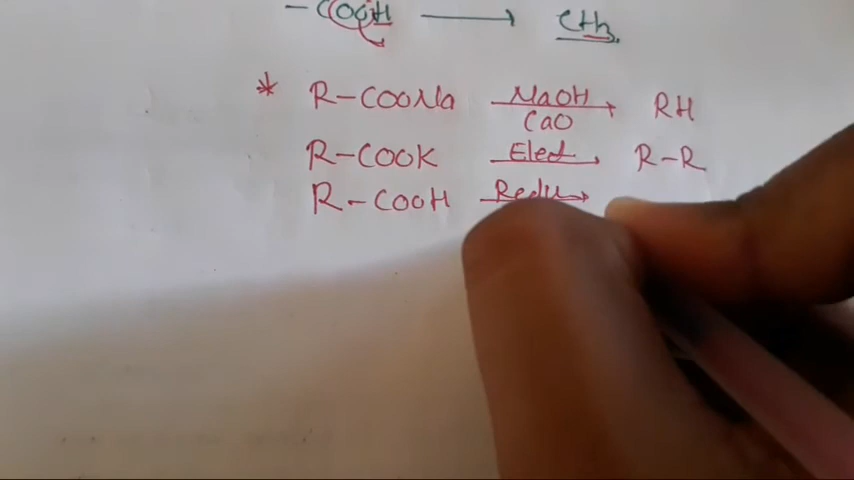 -COOH → CH3.
* R-COONa NaOH CaO → RH
R-COOK Elect → R-R
R-COOH Redu →